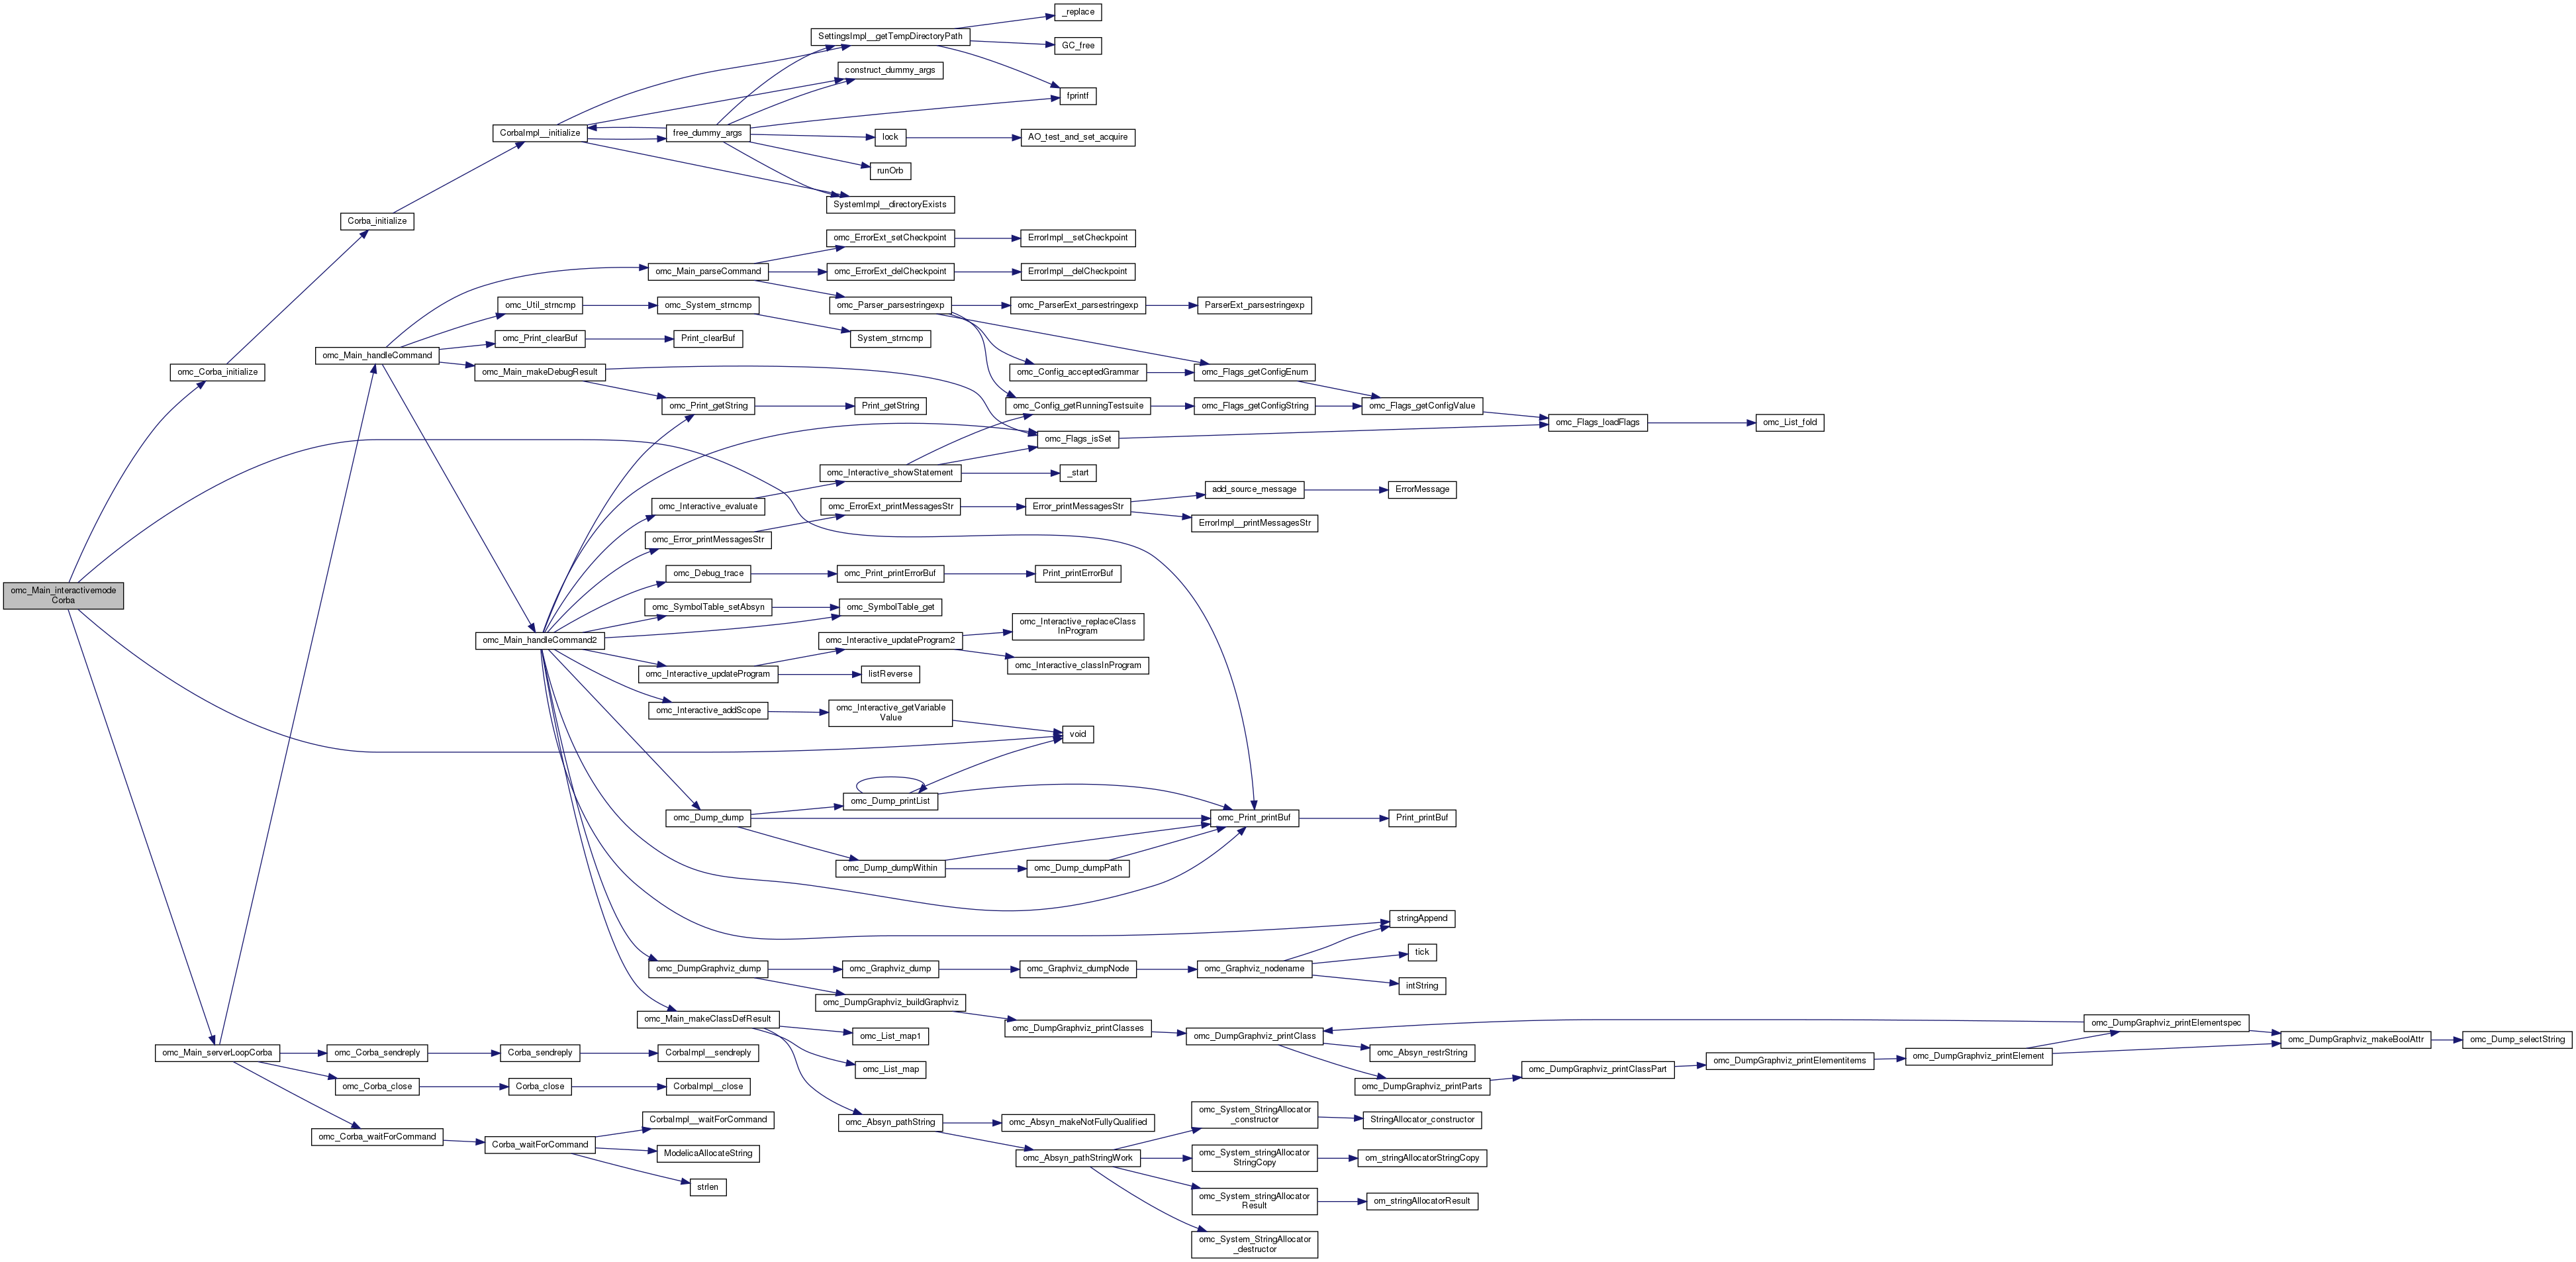 _replace
SettingsImpl__getTempDirectoryPath
GC_free
construct_dummy_args
fprintf
CorbaImpl__initialize
free_dummy_args
lock
AO_test_and_set_acquire
runOrb
SystemImpl__directoryExists
Corba_initialize
omc_ErrorExt_setCheckpoint
ErrorImpl__setCheckpoint
omc_Main_parseCommand
omc_ErrorExt_delCheckpoint
ErrorImpl__delCheckpoint
omc_Util_strncmp
omc_System_strncmp
omc_Parser_parsestringexp
omc_ParserExt_parsestringexp
ParserExt_parsestringexp
omc_Print_clearBuf
Print_clearBuf
System_strncmp
omc_Main_handleCommand
omc_Corba_initialize
omc_Main_makeDebugResult
omc_Config_acceptedGrammar
omc_Flags_getConfigEnum
omc_Print_getString
Print_getString
omc_Config_getRunningTestsuite
omc_Flags_getConfigString
omc_Flags_getConfigValue
omc_Flags_loadFlags
omc_List_fold
omc_Flags_isSet
omc_Interactive_showStatement
_start
add_source_message
ErrorMessage
omc_Interactive_evaluate
omc_ErrorExt_printMessagesStr
Error_printMessagesStr
ErrorImpl__printMessagesStr
omc_Error_printMessagesStr
omc_Debug_trace
omc_Print_printErrorBuf
Print_printErrorBuf
omc_Main_interactivemode
Corba
omc_SymbolTable_setAbsyn
omc_SymbolTable_get
omc_Main_handleCommand2
omc_Interactive_updateProgram2
omc_Interactive_replaceClass
InProgram
omc_Interactive_classInProgram
omc_Interactive_updateProgram
listReverse
omc_Interactive_addScope
omc_Interactive_getVariable
Value
void
omc_Dump_printList
omc_Dump_dump
omc_Print_printBuf
Print_printBuf
omc_Dump_dumpWithin
omc_Dump_dumpPath
stringAppend
tick
omc_DumpGraphviz_dump
omc_Graphviz_dump
omc_Graphviz_dumpNode
omc_Graphviz_nodename
intString
omc_DumpGraphviz_buildGraphviz
omc_Main_makeClassDefResult
omc_DumpGraphviz_printClasses
omc_DumpGraphviz_printElementspec
omc_List_map1
omc_DumpGraphviz_printClass
omc_DumpGraphviz_makeBoolAttr
omc_Dump_selectString
omc_Main_serverLoopCorba
omc_Corba_sendreply
Corba_sendreply
CorbaImpl__sendreply
omc_Absyn_restrString
omc_DumpGraphviz_printElement
omc_DumpGraphviz_printElementitems
omc_List_map
omc_DumpGraphviz_printClassPart
omc_Corba_close
Corba_close
CorbaImpl__close
omc_DumpGraphviz_printParts
CorbaImpl__waitForCommand
omc_Absyn_pathString
omc_Absyn_makeNotFullyQualified
omc_System_StringAllocator
_constructor
StringAllocator_constructor
omc_Corba_waitForCommand
Corba_waitForCommand
ModelicaAllocateString
omc_Absyn_pathStringWork
omc_System_stringAllocator
StringCopy
om_stringAllocatorStringCopy
strlen
omc_System_stringAllocator
Result
om_stringAllocatorResult
omc_System_StringAllocator
_destructor